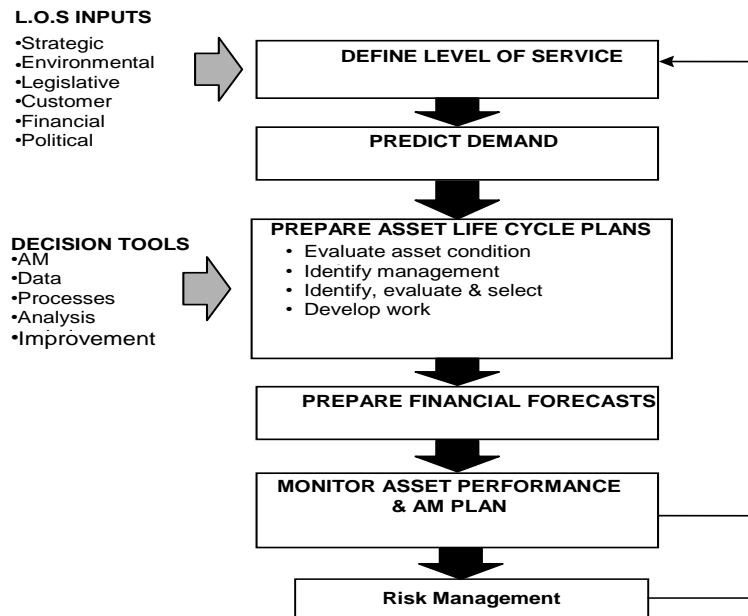 L.O.S INPUTS
•Strategic
•Environmental
•Legislative
•Customer
•Financial
•Political
DEFINE LEVEL OF SERVICE
PREDICT DEMAND
DECISION TOOLS
•AM
•Data
•Processes
•Analysis
•Improvement
PREPARE ASSET LIFE CYCLE PLANS
• Evaluate asset condition
• Identify management
• Identify, evaluate & select
• Develop work
PREPARE FINANCIAL FORECASTS
MONITOR ASSET PERFORMANCE
& AM PLAN
Risk Management